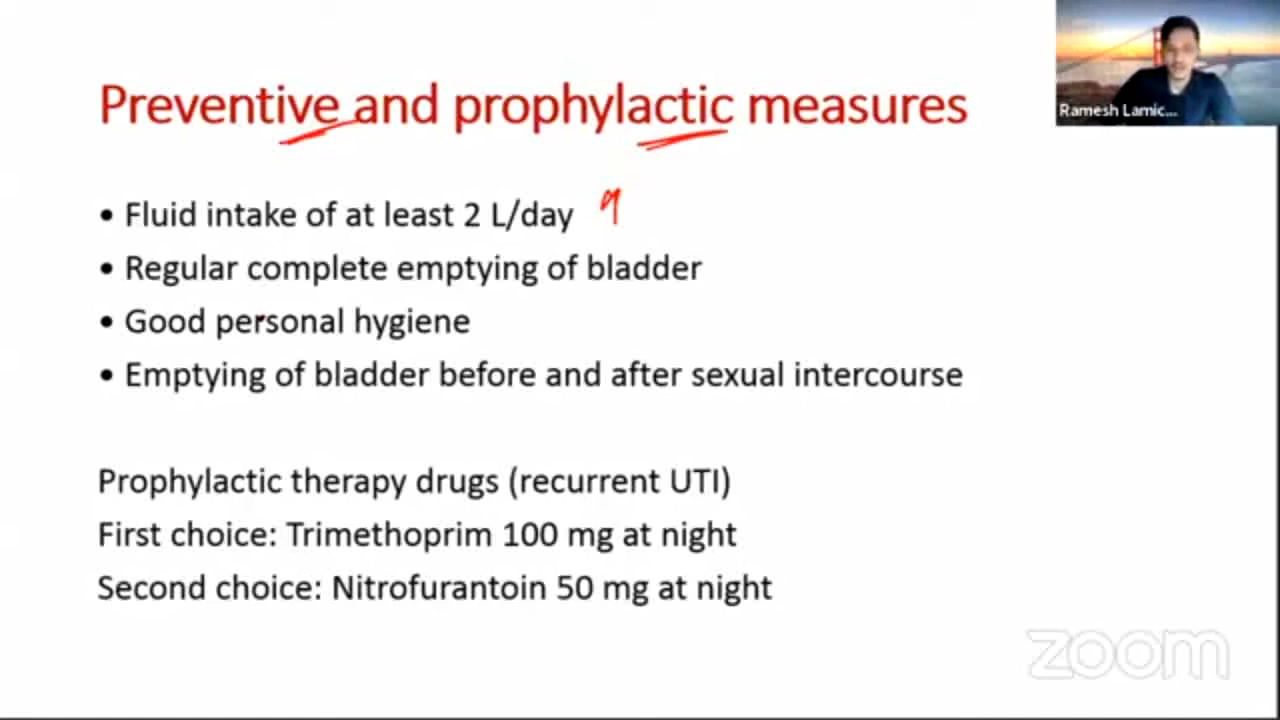 Preventive and prophylactic measures
Ramesh Lamic...
• Fluid intake of at least 2 L/day
• Regular complete emptying of bladder
• Good personal hygiene
• Emptying of bladder before and after sexual intercourse
Prophylactic therapy drugs (recurrent UTI)
First choice: Trimethoprim 100 mg at night
Second choice: Nitrofurantoin 50 mg at night
zoom